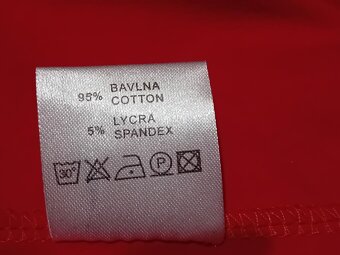 95% BAVLNA
COTTON
5% LYCRA
SPANDEX
30°
P